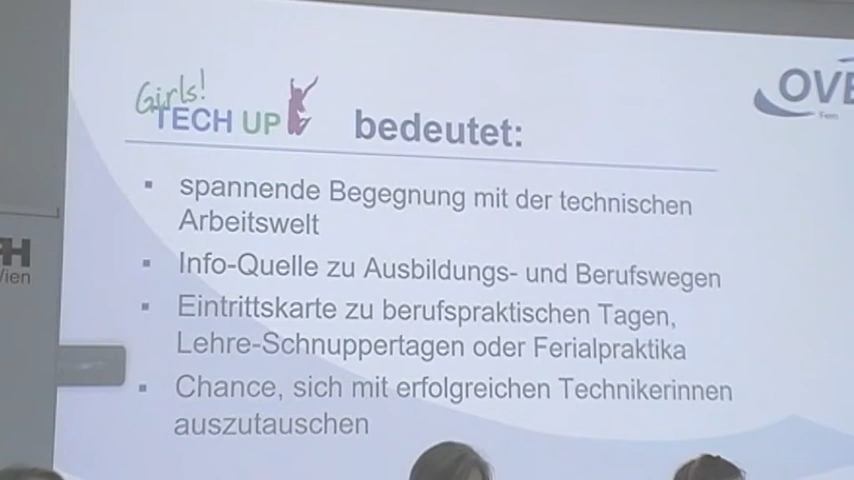 Girls!
TECH UP bedeutet:
OVE
Fem
spannende Begegnung mit der technischen
Arbeitswelt
Info-Quelle zu Ausbildungs- und Berufswegen
Eintrittskarte zu berufspraktischen Tagen,
Lehre-Schnuppertagen oder Ferialpraktika
Chance, sich mit erfolgreichen Technikerinnen
auszutauschen
FH
Wien